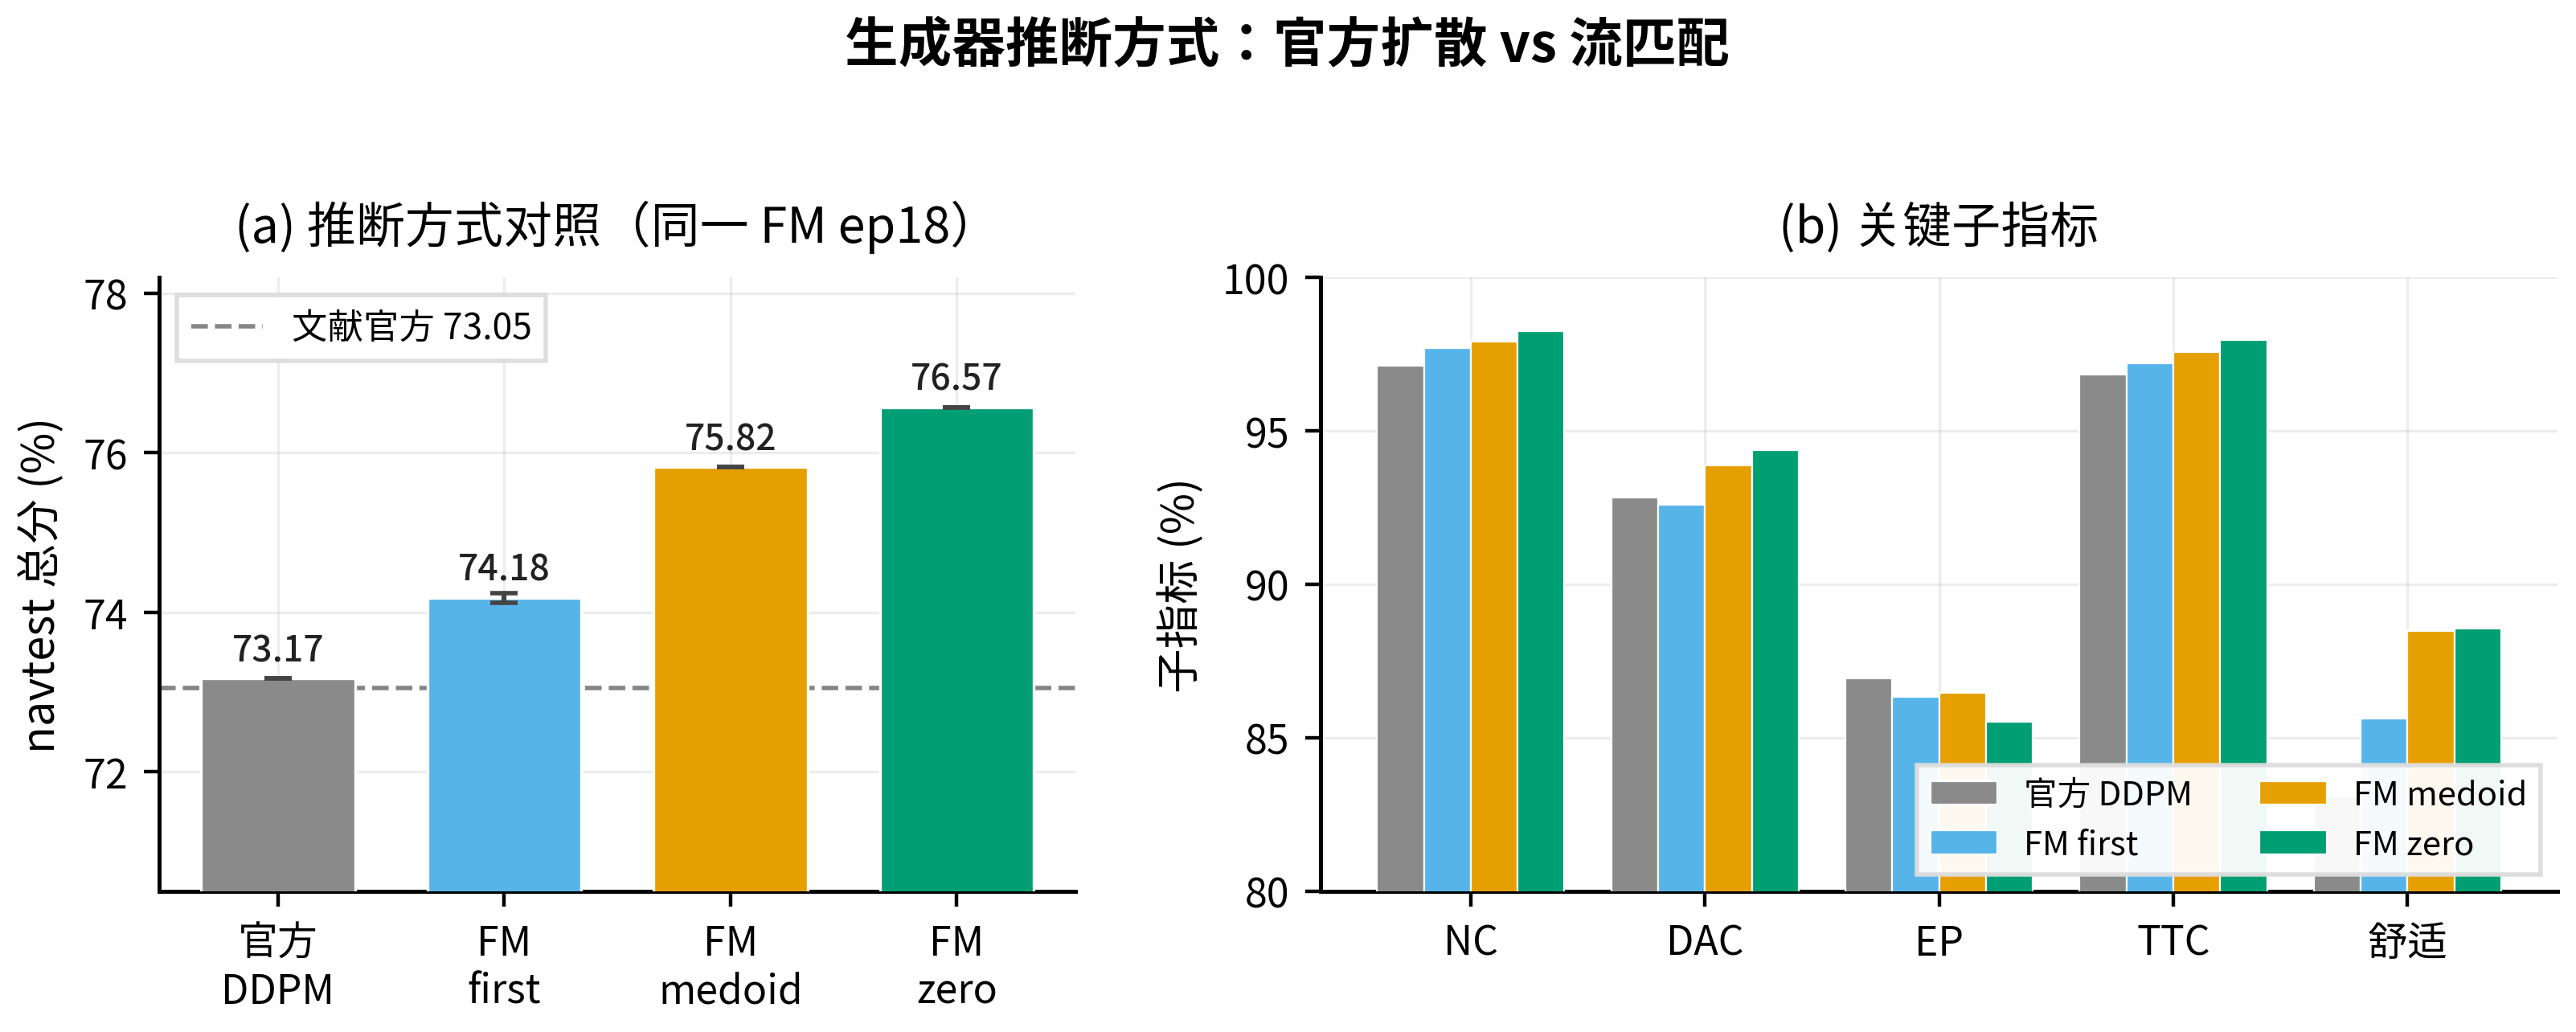 生成器推断方式：官方扩散 vs 流匹配
(a) 推断方式对照（同一 FM ep18）
navtest 总分 (%)
78
76
74
72
文献官方 73.05
73.17
74.18
75.82
76.57
官方
DDPM
FM
first
FM
medoid
FM
zero
(b) 关键子指标
子指标 (%)
100
95
90
85
80
官方 DDPM
FM first
FM medoid
FM zero
NC
DAC
EP
TTC
舒适